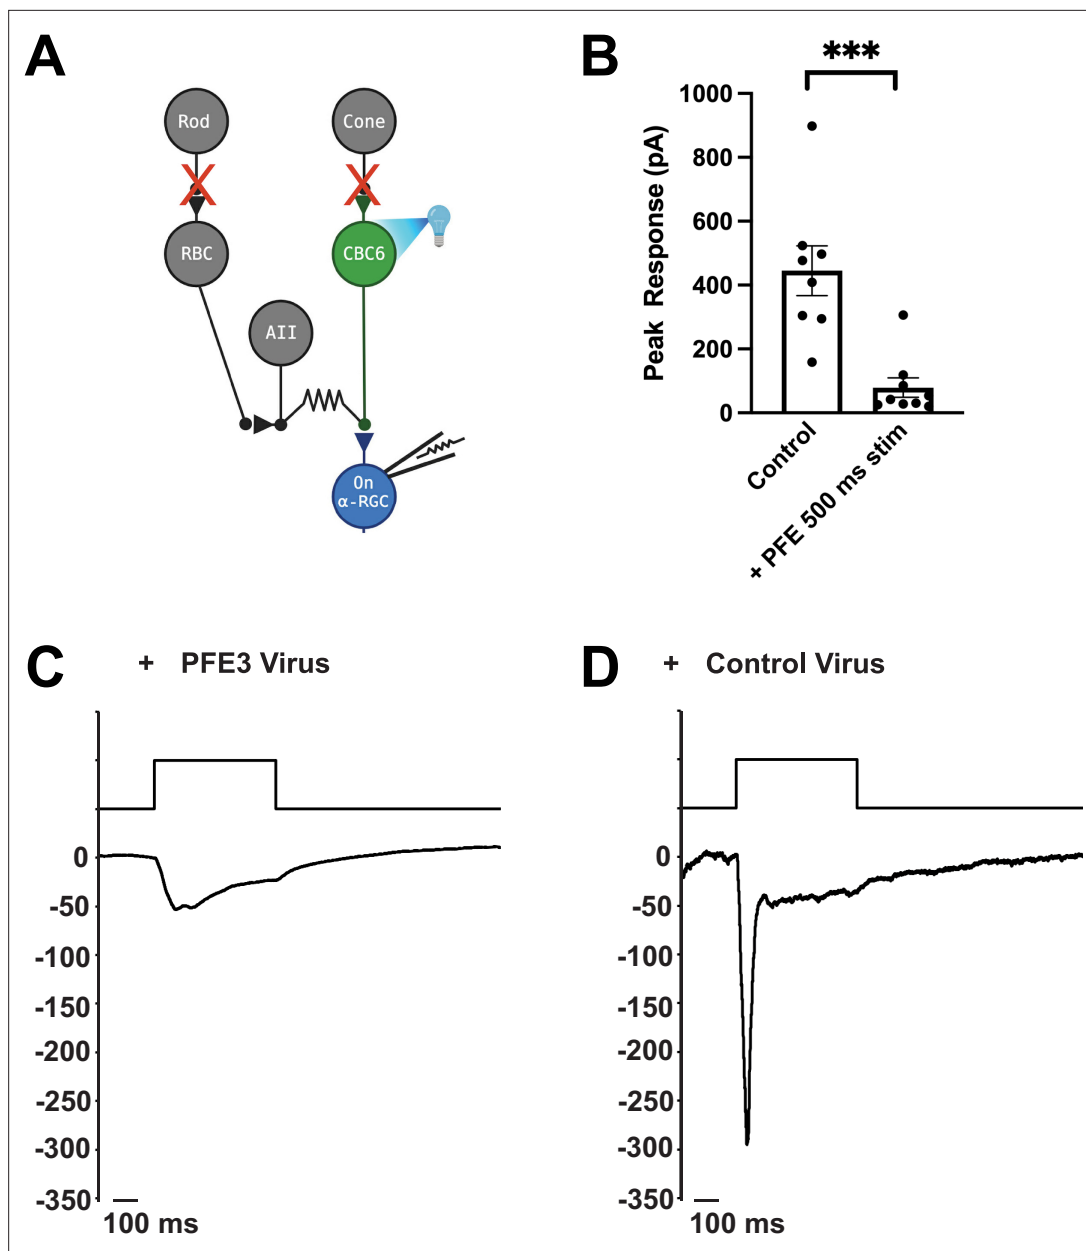 A
Rod
Cone
RBC
CBC6
AII
On
α-RGC
B
***
Peak Response (pA)
1000
800
600
400
200
0
Control
+ PFE 500 ms stim
C
+ PFE3 Virus
0
-50
-100
-150
-200
-250
-300
-350
100 ms
D
+ Control Virus
0
-50
-100
-150
-200
-250
-300
-350
100 ms